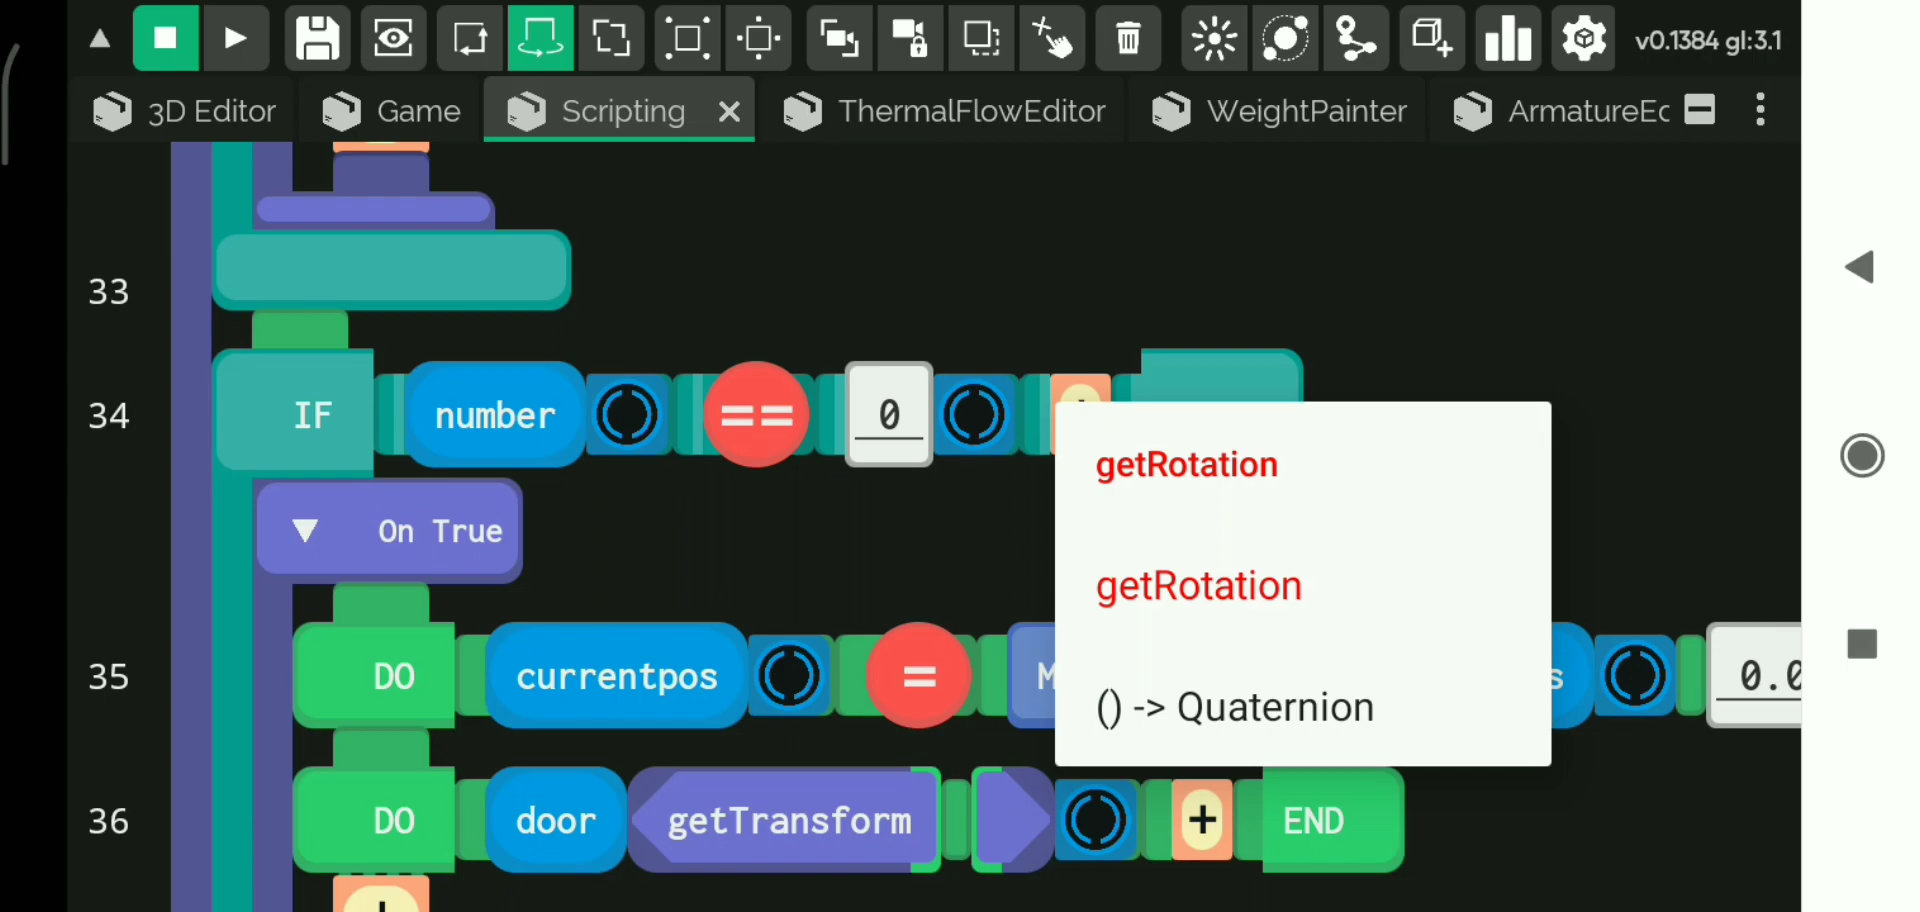 v0.1384 gl:3.1
3D Editor Game Scripting ThermalFlowEditor WeightPainter ArmatureEc
33
34 IF number == 0
getRotation
On True
getRotation
35 DO currentpos = M s 0.0
() -> Quaternion
36 DO door getTransform + END